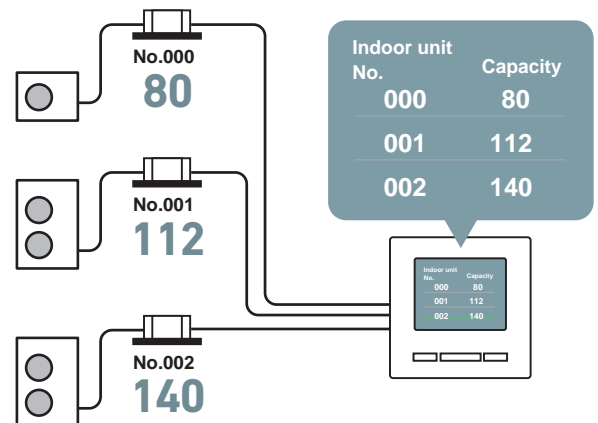 No.000
80
No.001
112
No.002
140
Indoor unit
No. Capacity
000 80
001 112
002 140
Indoor unit
No. Capacity
000 80
001 112
002 140